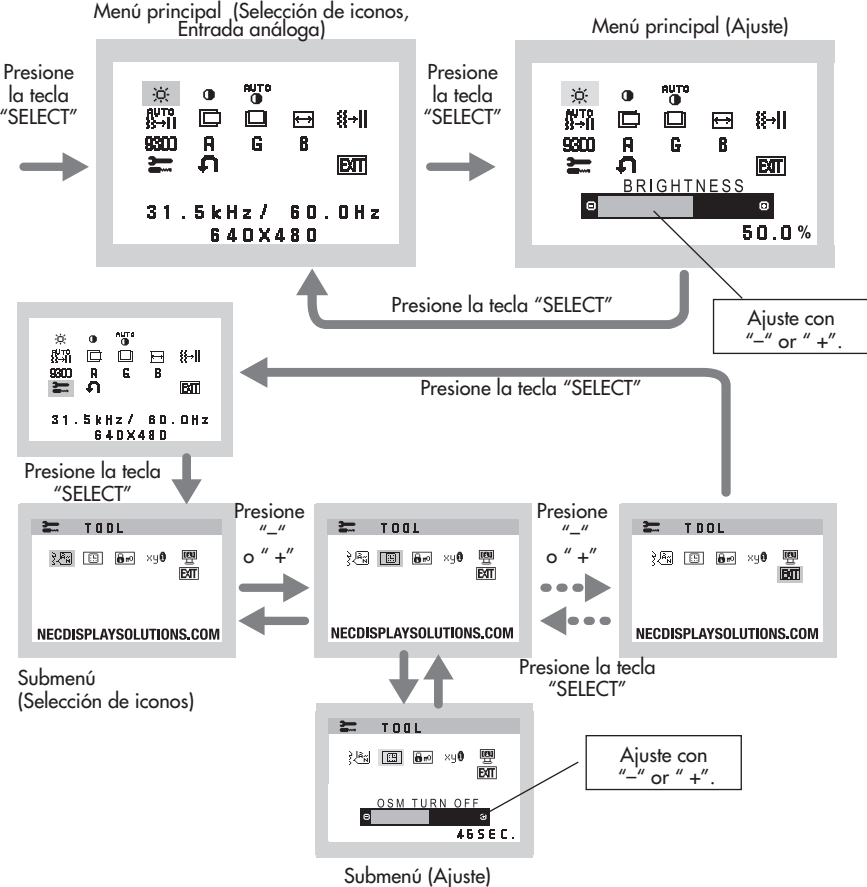 Menú principal (Selección de iconos,
Entrada análoga)
Menú principal (Ajuste)
Presione
la tecla
“SELECT”
AUTO
AUTO
9300 R G B
EXIT
31.5kHz/ 60.0Hz
640X480
Presione
la tecla
“SELECT”
AUTO
AUTO
9300 R G B
EXIT
BRIGHTNESS
50.0%
Presione la tecla “SELECT”
Ajuste con
“–“ or “ +”.
AUTO
AUTO
9300 R G B
EXIT
31.5kHz/ 60.0Hz
640X480
Presione la tecla “SELECT”
Presione la tecla
“SELECT”
TOOL
xy
EXIT
NECDISPLAYSOLUTIONS.COM
Presione
“–“
o “ +”
TOOL
xy
EXIT
NECDISPLAYSOLUTIONS.COM
Presione
“–“
o “ +”
TOOL
xy
EXIT
NECDISPLAYSOLUTIONS.COM
Submenú
(Selección de iconos)
Presione la tecla
“SELECT”
TOOL
xy
EXIT
OSM TURN OFF
45SEC.
Ajuste con
“–“ or “ +”.
Submenú (Ajuste)